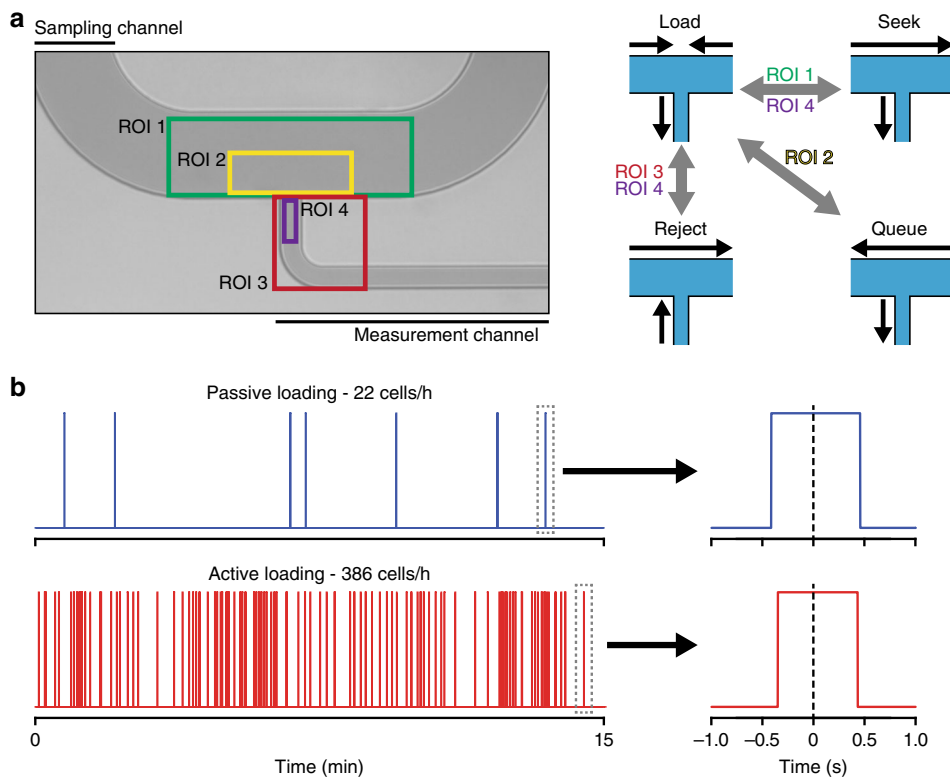 a
Sampling channel
ROI 1
ROI 2
ROI 4
ROI 3
Measurement channel
Load
Seek
ROI 1
ROI 4
ROI 3
ROI 4
ROI 2
Reject
Queue
b
Passive loading - 22 cells/h
Active loading - 386 cells/h
0
15
Time (min)
–1.0
–0.5
0
0.5
1.0
Time (s)